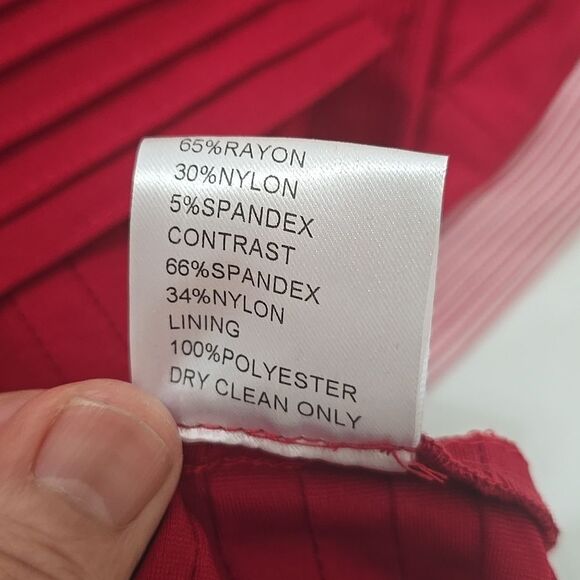 65%RAYON
30%NYLON
5%SPANDEX
CONTRAST
66%SPANDEX
34%NYLON
LINING
100%POLYESTER
DRY CLEAN ONLY